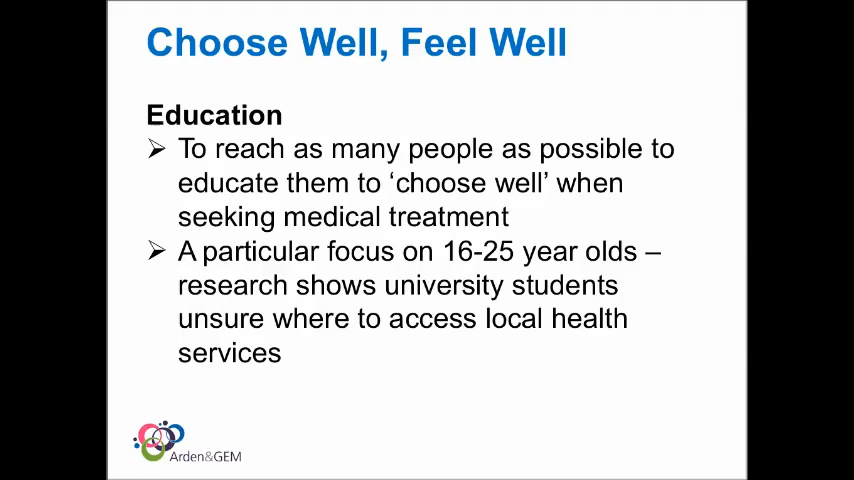 Choose Well, Feel Well
Education
➢ To reach as many people as possible to
educate them to ‘choose well’ when
seeking medical treatment
➢ A particular focus on 16-25 year olds –
research shows university students
unsure where to access local health
services
Arden&GEM